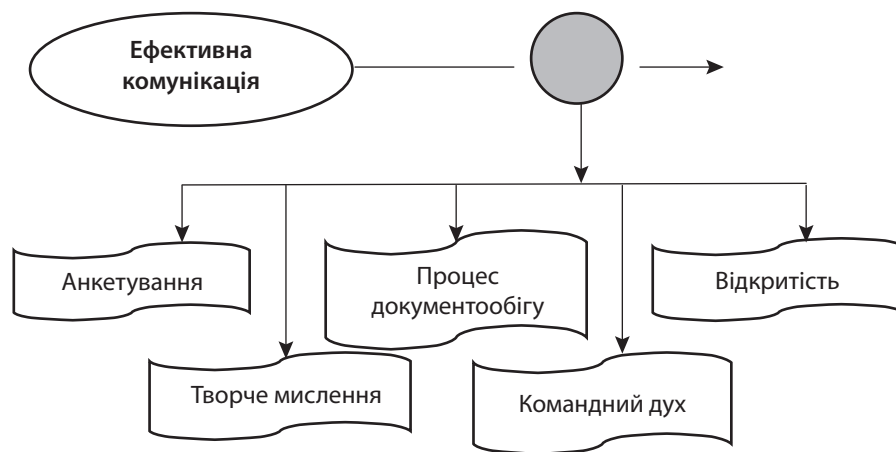 Ефективна
комунікація
Анкетування
Процес
документообігу
Відкритість
Творче мислення
Командний дух